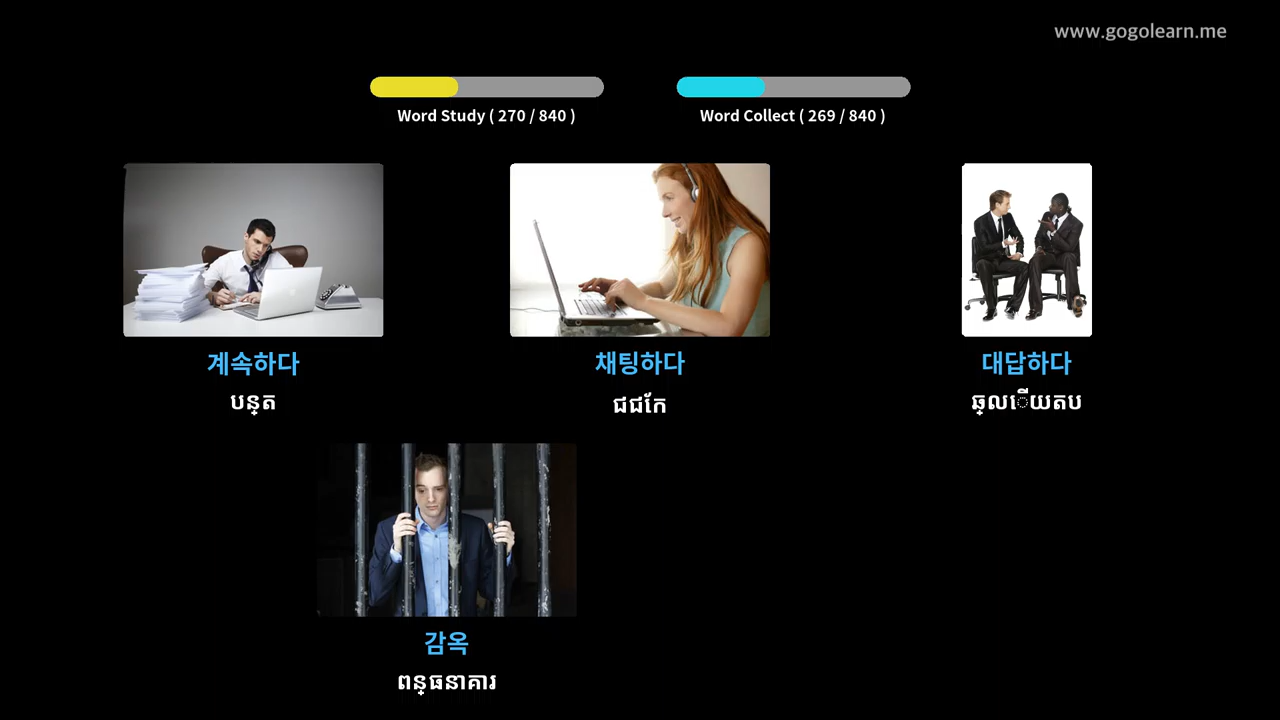 www.gogolearn.me
Word Study ( 270 / 840 )
Word Collect ( 269 / 840 )
계속하다
채팅하다
대답하다
បន្ត
ជជកែ
ឆ្លើយតប
감옥
ពន្ធនាគារ